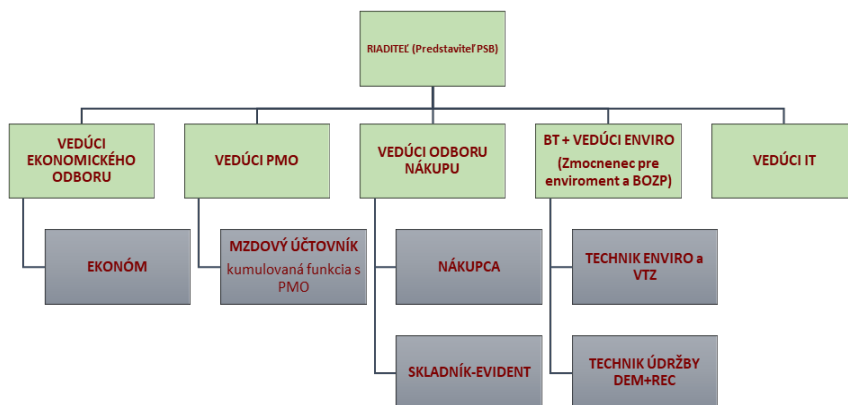 RIADITEĽ (Predstaviteľ PSB)
VEDÚCI
EKONOMICKÉHO
ODBORU
VEDÚCI PMO
VEDÚCI ODBORU
NÁKUPU
BT + VEDÚCI ENVIRO
(Zmocnenec pre
enviroment a BOZP)
VEDÚCI IT
EKONÓM
MZDOVÝ ÚČTOVNÍK
kumulovaná funkcia s
PMO
NÁKUPCA
TECHNIK ENVIRO a
VTZ
SKLADNÍK-EVIDENT
TECHNIK ÚDRŽBY
DEM+REC